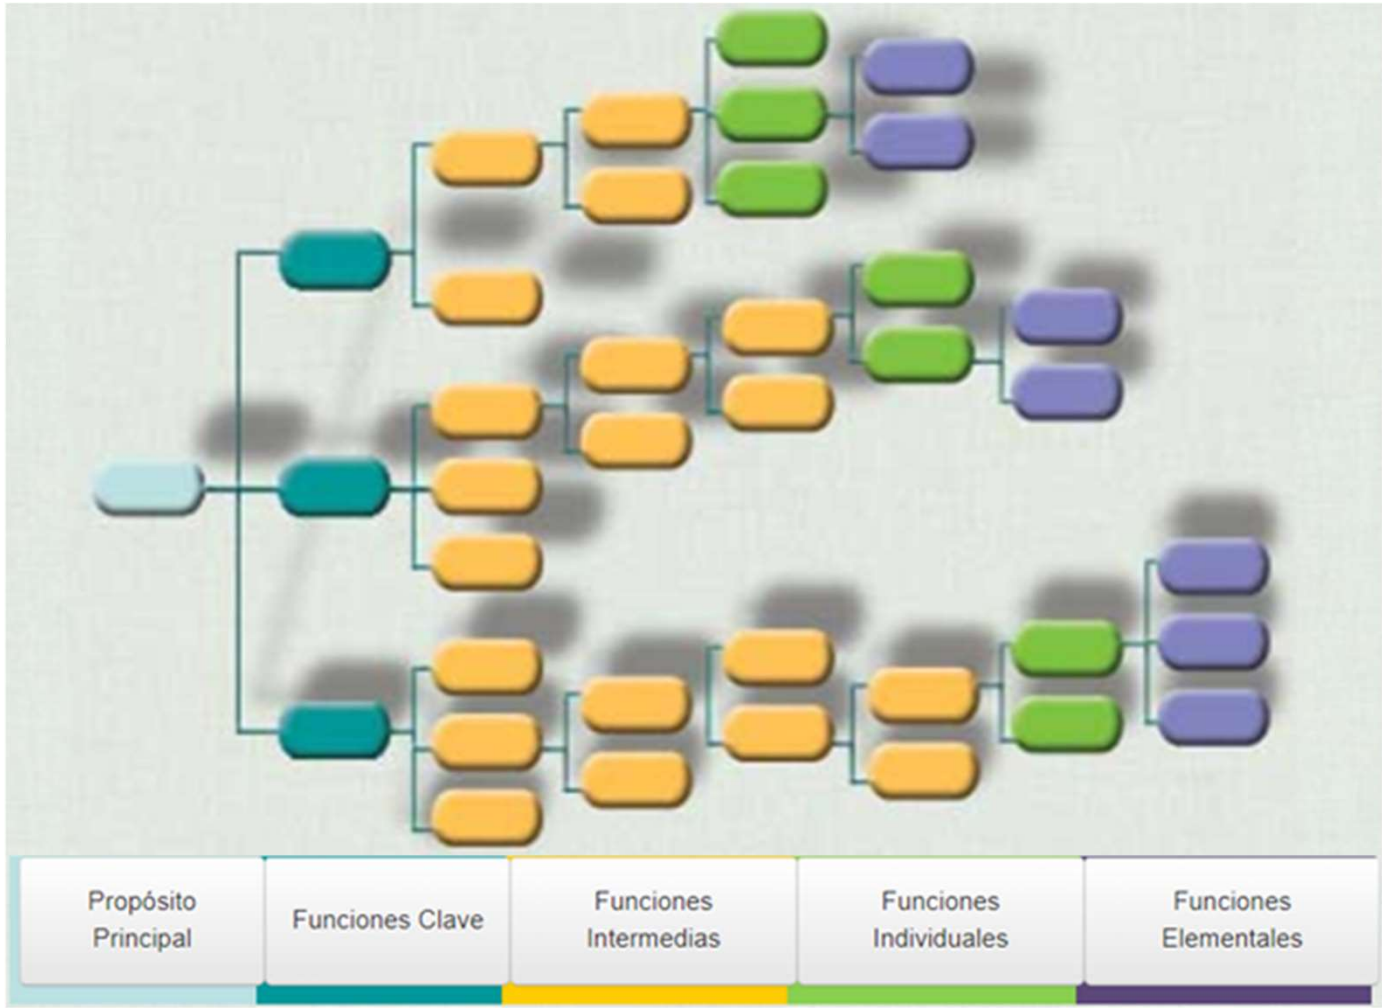 Propósito
Principal
Funciones Clave
Funciones
Intermedias
Funciones
Individuales
Funciones
Elementales